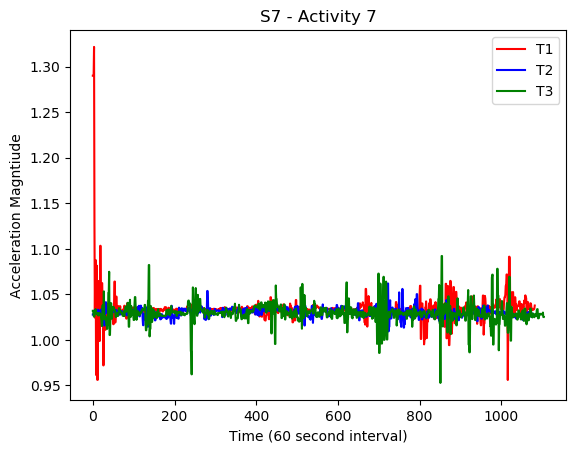 S7 - Activity 7
T1
T2
T3
Acceleration Magntiude
1.30
1.25
1.20
1.15
1.10
1.05
1.00
0.95
0
200
400
600
800
1000
Time (60 second interval)